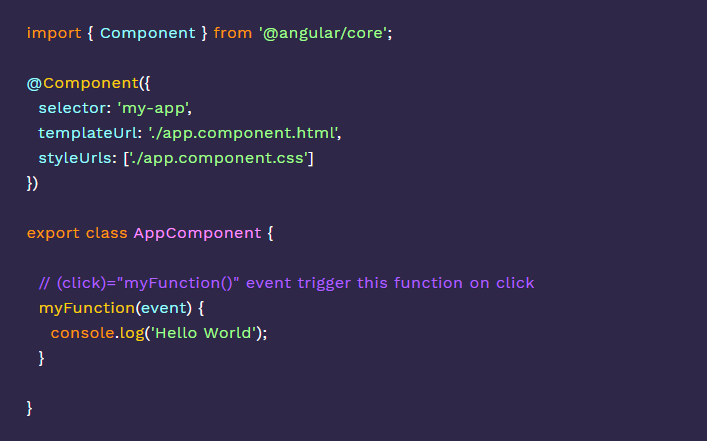 import { Component } from '@angular/core';
@Component({
selector: 'my-app',
templateUrl: './app.component.html',
styleUrls: ['./app.component.css']
})
export class AppComponent {
// (click)="myFunction()" event trigger this function on click
myFunction(event) {
console.log('Hello World');
}
}